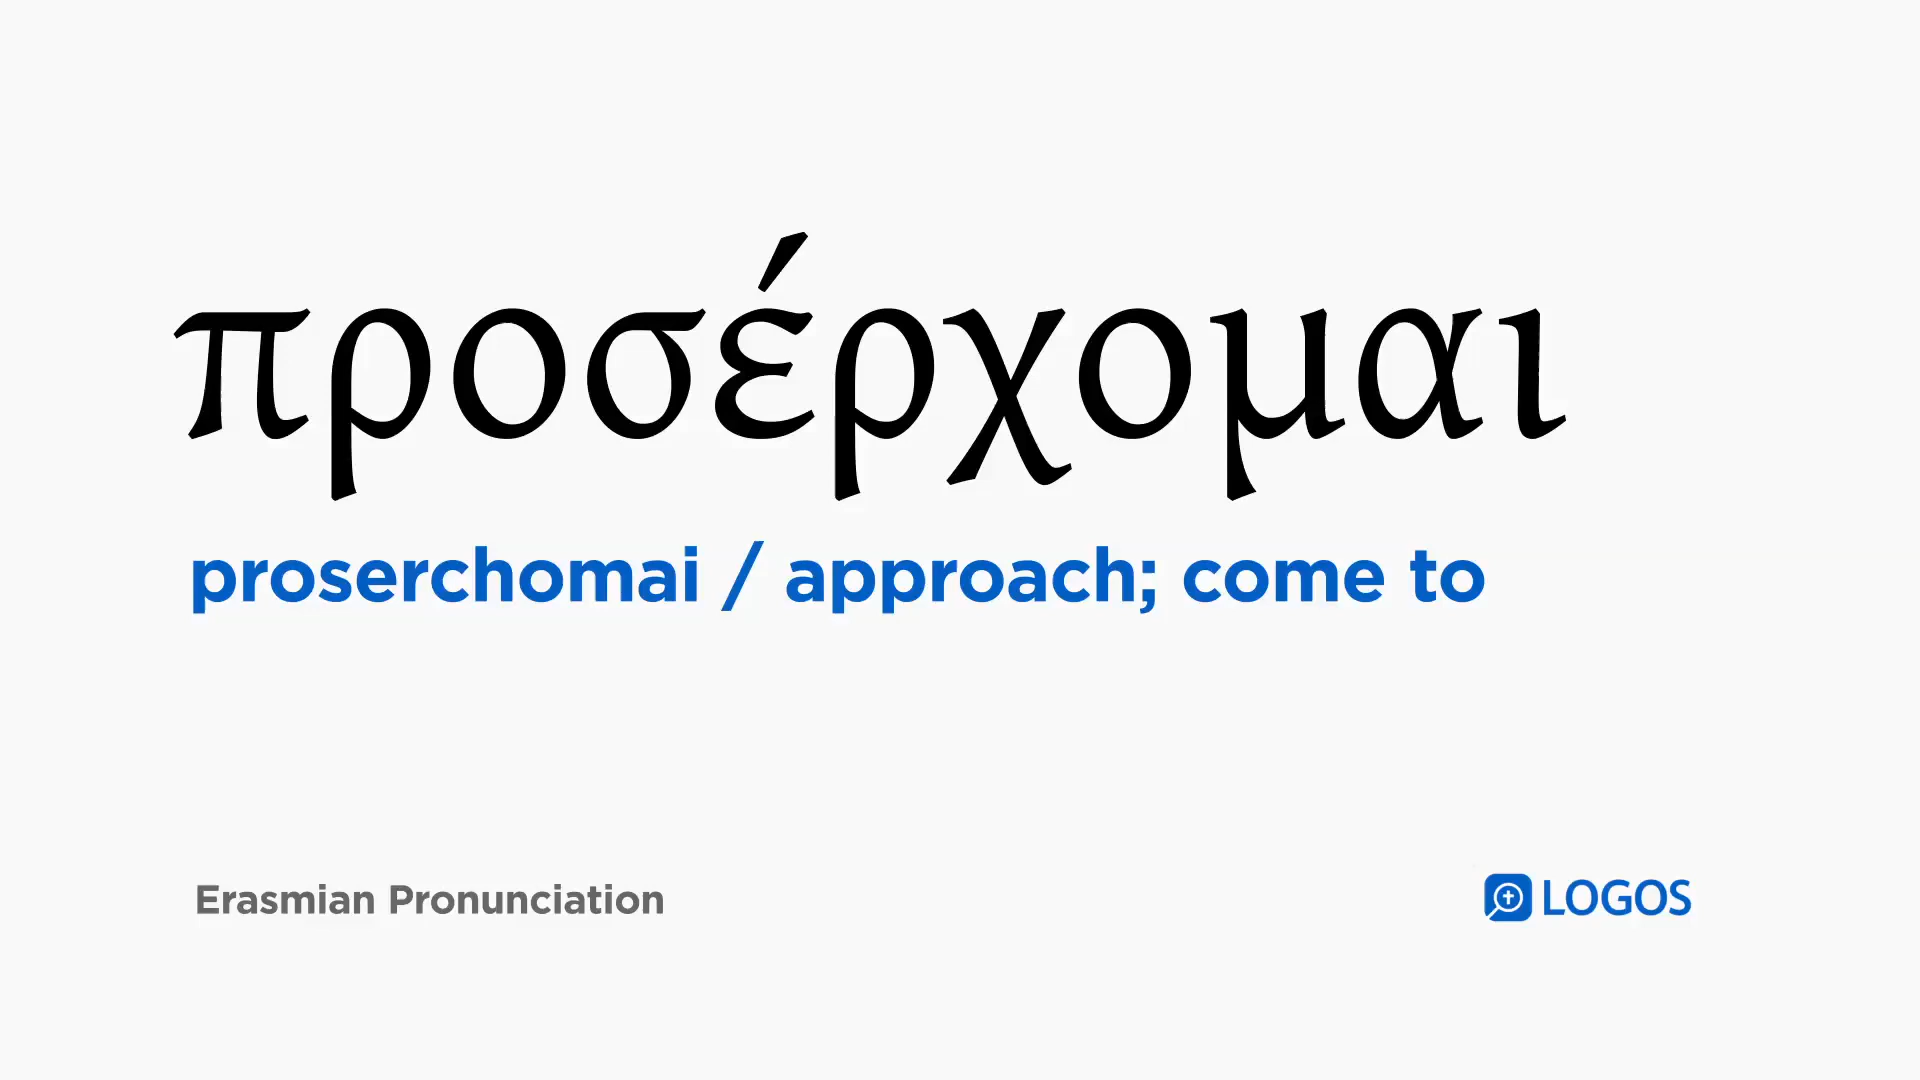 προσέρχομαι
proserchomai / approach; come to
Erasmian Pronunciation
LOGOS